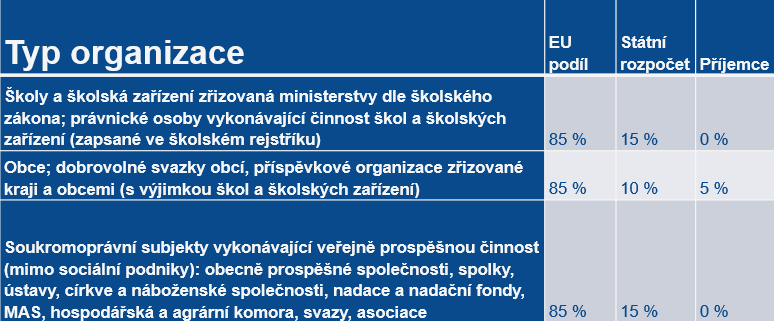 Typ organizace
EU podíl
Státní rozpočet
Příjemce
Školy a školská zařízení zřizovaná ministerstvy dle školského
zákona; právnické osoby vykonávající činnost škol a školských
zařízení (zapsané ve školském rejstříku)
85 %
15 %
0 %
Obce; dobrovolné svazky obcí, příspěvkové organizace zřizované
kraji a obcemi (s výjimkou škol a školských zařízení)
85 %
10 %
5 %
Soukromoprávní subjekty vykonávající veřejně prospěšnou činnost
(mimo sociální podniky): obecně prospěšné společnosti, spolky,
ústavy, církve a náboženské společnosti, nadace a nadační fondy,
MAS, hospodářská a agrární komora, svazy, asociace
85 %
15 %
0 %